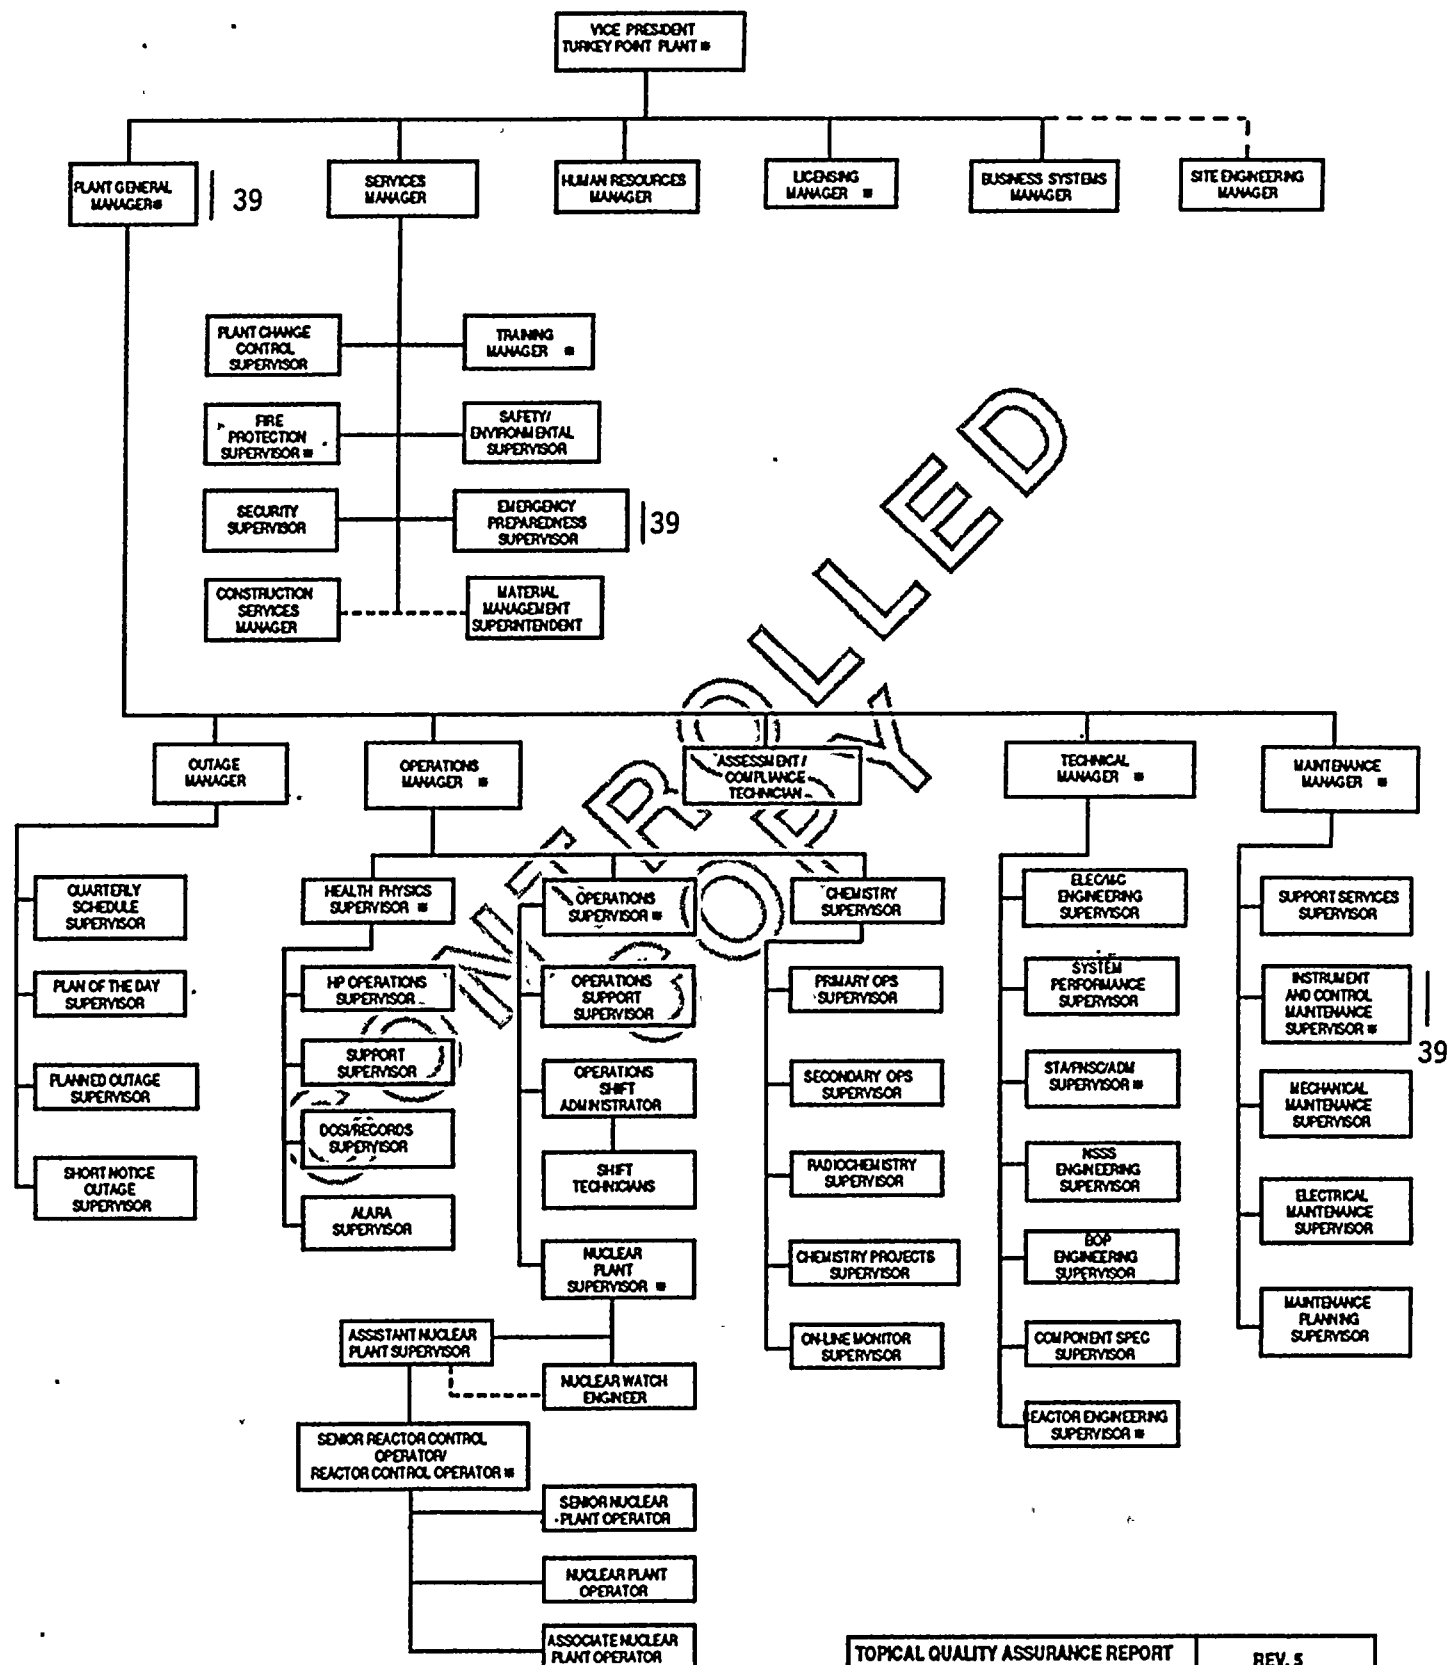 VICE PRESIDENT
TURKEY POINT PLANT *
PLANT GENERAL
MANAGER *
39
SERVICES
MANAGER
HUMAN RESOURCES
MANAGER
LICENSING
MANAGER *
BUSINESS SYSTEMS
MANAGER
SITE ENGINEERING
MANAGER
PLANT CHANGE
CONTROL
SUPERVISOR
TRAINING
MANAGER *
FIRE
PROTECTION
SUPERVISOR *
SAFETY/
ENVIRONMENTAL
SUPERVISOR
SECURITY
SUPERVISOR
EMERGENCY
PREPAREDNESS
SUPERVISOR
39
CONSTRUCTION
SERVICES
MANAGER
MATERIAL
MANAGEMENT
SUPERINTENDENT
CONTROLLED
COPY
OUTAGE
MANAGER
OPERATIONS
MANAGER *
ASSESSMENT /
COMPLIANCE
TECHNICIAN
TECHNICAL
MANAGER *
MAINTENANCE
MANAGER *
QUARTERLY
SCHEDULE
SUPERVISOR
PLAN OF THE DAY
SUPERVISOR
PLANNED OUTAGE
SUPERVISOR
SHORT NOTICE
OUTAGE
SUPERVISOR
HEALTH PHYSICS
SUPERVISOR *
HP OPERATIONS
SUPERVISOR
SUPPORT
SUPERVISOR
DOSI/RECORDS
SUPERVISOR
ALARA
SUPERVISOR
OPERATIONS
SUPERVISOR *
OPERATIONS
SUPPORT
SUPERVISOR
OPERATIONS
SHIFT
ADMINISTRATOR
SHIFT
TECHNICIANS
NUCLEAR
PLANT
SUPERVISOR *
ASSISTANT NUCLEAR
PLANT SUPERVISOR
NUCLEAR WATCH
ENGINEER
SENIOR REACTOR CONTROL
OPERATOR/
REACTOR CONTROL OPERATOR *
SENIOR NUCLEAR
PLANT OPERATOR
NUCLEAR PLANT
OPERATOR
ASSOCIATE NUCLEAR
PLANT OPERATOR
CHEMISTRY
SUPERVISOR
PRIMARY OPS
SUPERVISOR
SECONDARY OPS
SUPERVISOR
RADIOCHEMISTRY
SUPERVISOR
CHEMISTRY PROJECTS
SUPERVISOR
ON-LINE MONITOR
SUPERVISOR
ENGINEERING
SUPERVISOR
SYSTEM
PERFORMANCE
SUPERVISOR
STA/PNSC/ADM
SUPERVISOR *
NSSS
ENGINEERING
SUPERVISOR
BOP
ENGINEERING
SUPERVISOR
COMPONENT SPEC
SUPERVISOR
REACTOR ENGINEERING
SUPERVISOR *
SUPPORT SERVICES
SUPERVISOR
INSTRUMENT
AND CONTROL
MAINTENANCE
SUPERVISOR *
39
MECHANICAL
MAINTENANCE
SUPERVISOR
ELECTRICAL
MAINTENANCE
SUPERVISOR
MAINTENANCE
PLANNING
SUPERVISOR
TOPICAL QUALITY ASSURANCE REPORT
REV. 5